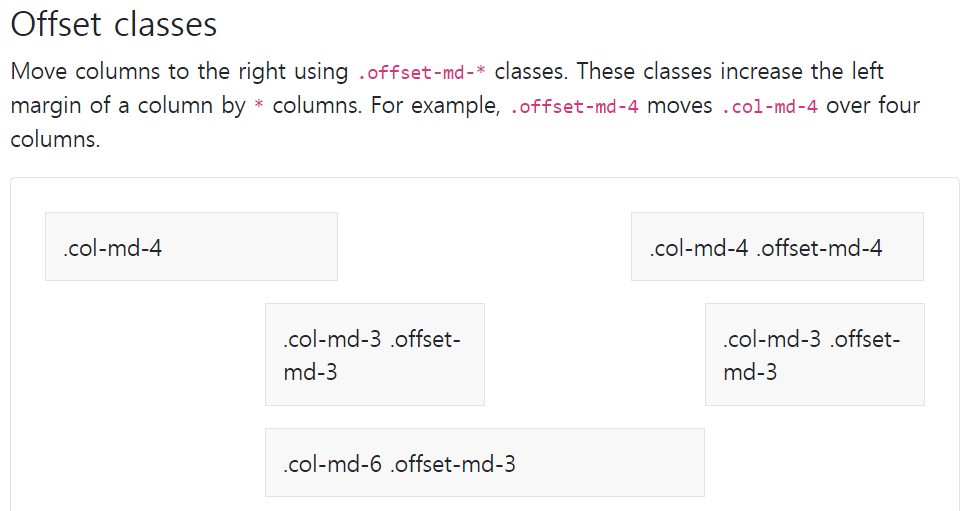 Offset classes
Move columns to the right using .offset-md-* classes. These classes increase the left
margin of a column by * columns. For example, .offset-md-4 moves .col-md-4 over four
columns.
.col-md-4
.col-md-4 .offset-md-4
.col-md-3 .offset-
md-3
.col-md-3 .offset-
md-3
.col-md-6 .offset-md-3